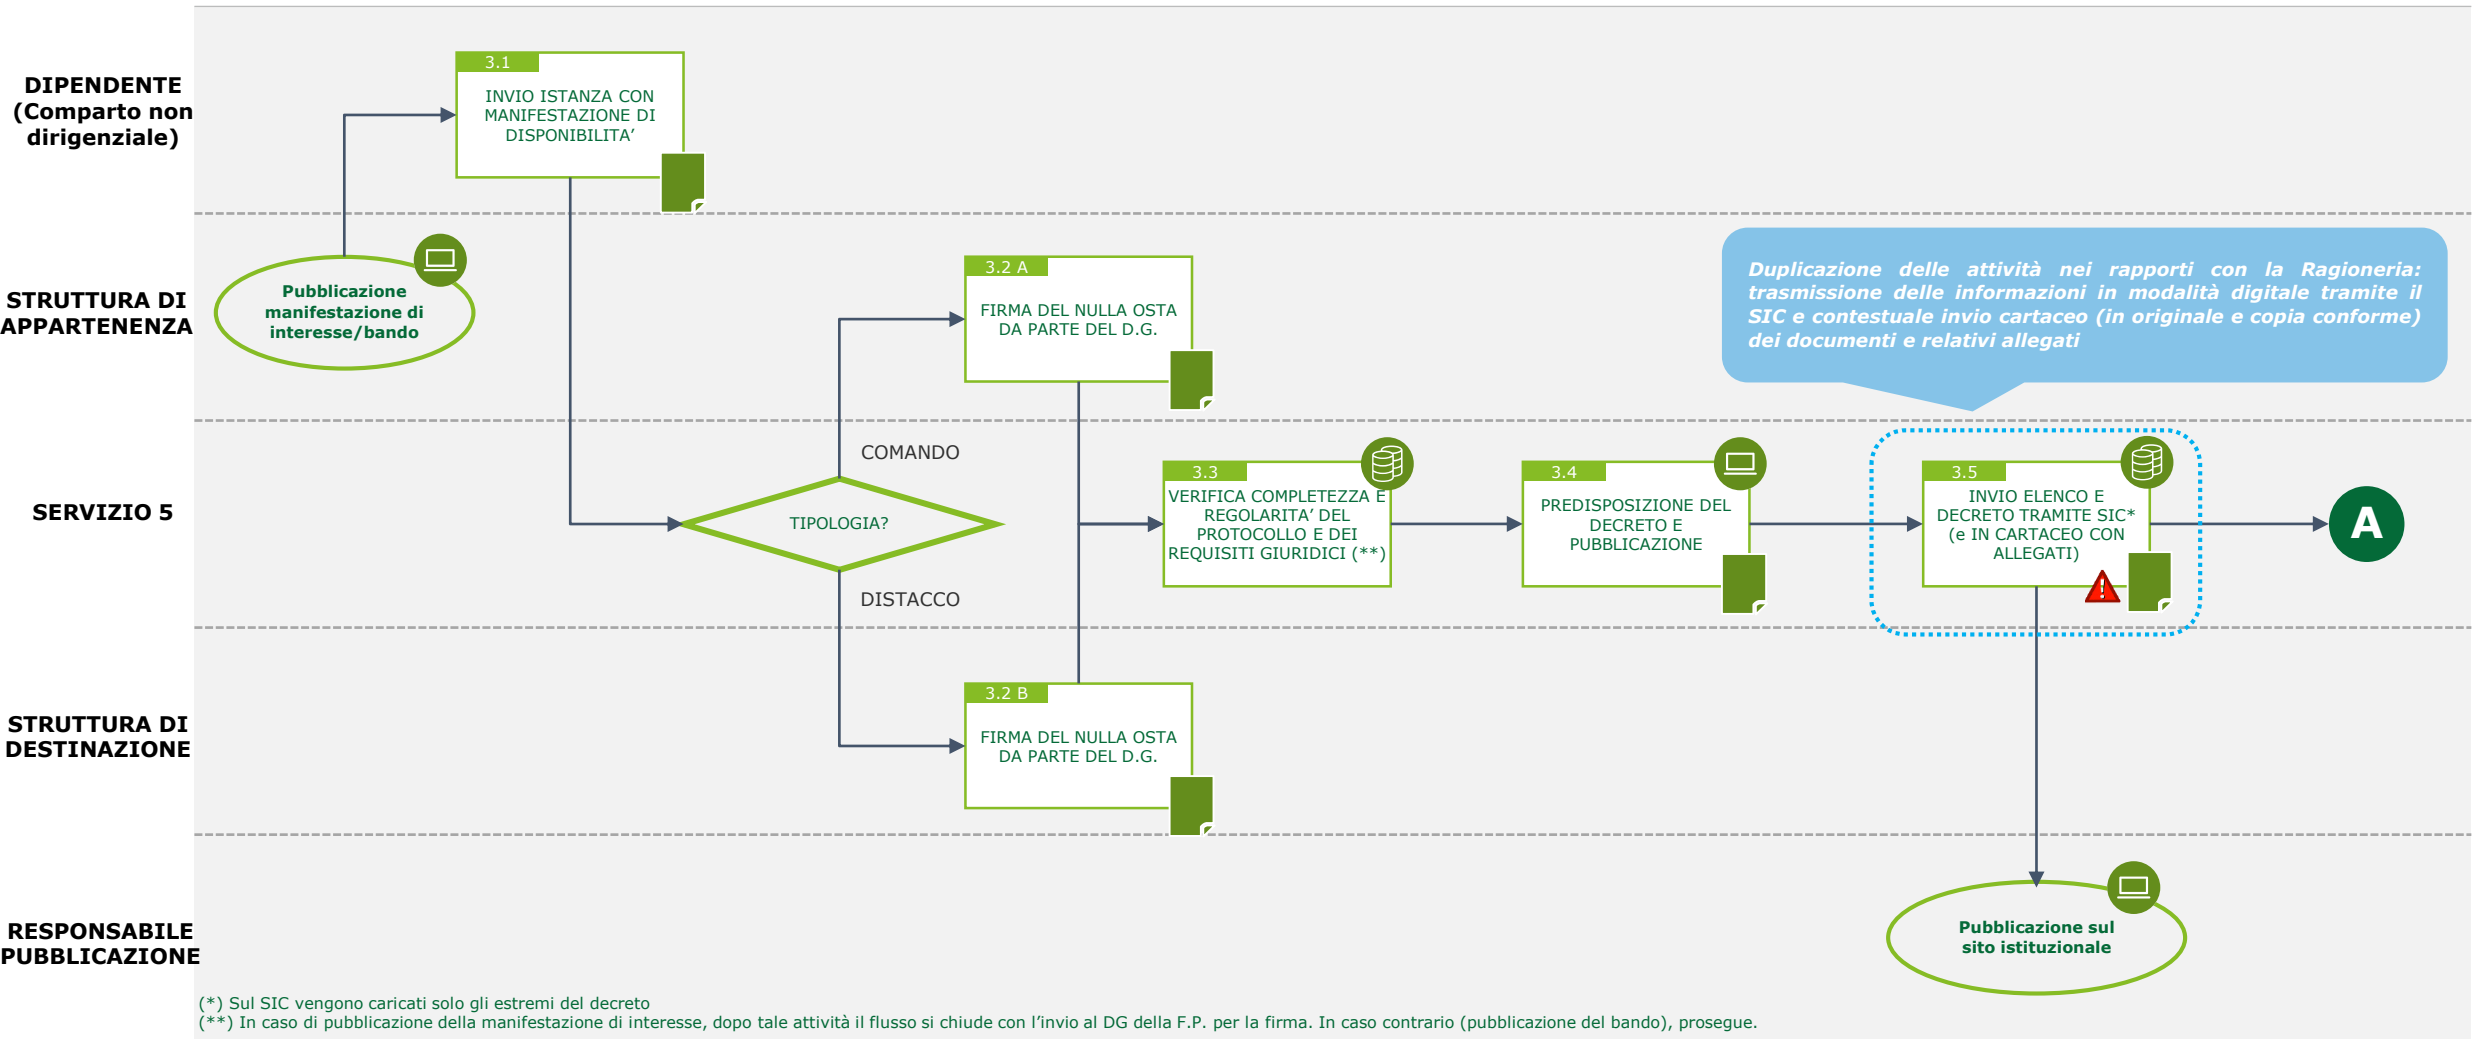 DIPENDENTE
(Comparto non
dirigenziale)
3.1
INVIO ISTANZA CON
MANIFESTAZIONE DI
DISPONIBILITA’
STRUTTURA DI
APPARTENENZA
Pubblicazione
manifestazione di
interesse/bando
3.2 A
FIRMA DEL NULLA OSTA
DA PARTE DEL D.G.
Duplicazione delle attività nei rapporti con la Ragioneria:
trasmissione delle informazioni in modalità digitale tramite il
SIC e contestuale invio cartaceo (in originale e copia conforme)
dei documenti e relativi allegati
SERVIZIO 5
COMANDO
TIPOLOGIA?
DISTACCO
3.3
VERIFICA COMPLETEZZA E
REGOLARITA’ DEL
PROTOCOLLO E DEI
REQUISITI GIURIDICI (**)
3.4
PREDISPOSIZIONE DEL
DECRETO E
PUBBLICAZIONE
3.5
INVIO ELENCO E
DECRETO TRAMITE SIC*
(e IN CARTACEO CON
ALLEGATI)
A
STRUTTURA DI
DESTINAZIONE
3.2 B
FIRMA DEL NULLA OSTA
DA PARTE DEL D.G.
RESPONSABILE
PUBBLICAZIONE
Pubblicazione sul
sito istituzionale
(*) Sul SIC vengono caricati solo gli estremi del decreto
(**) In caso di pubblicazione della manifestazione di interesse, dopo tale attività il flusso si chiude con l’invio al DG della F.P. per la firma. In caso contrario (pubblicazione del bando), prosegue.